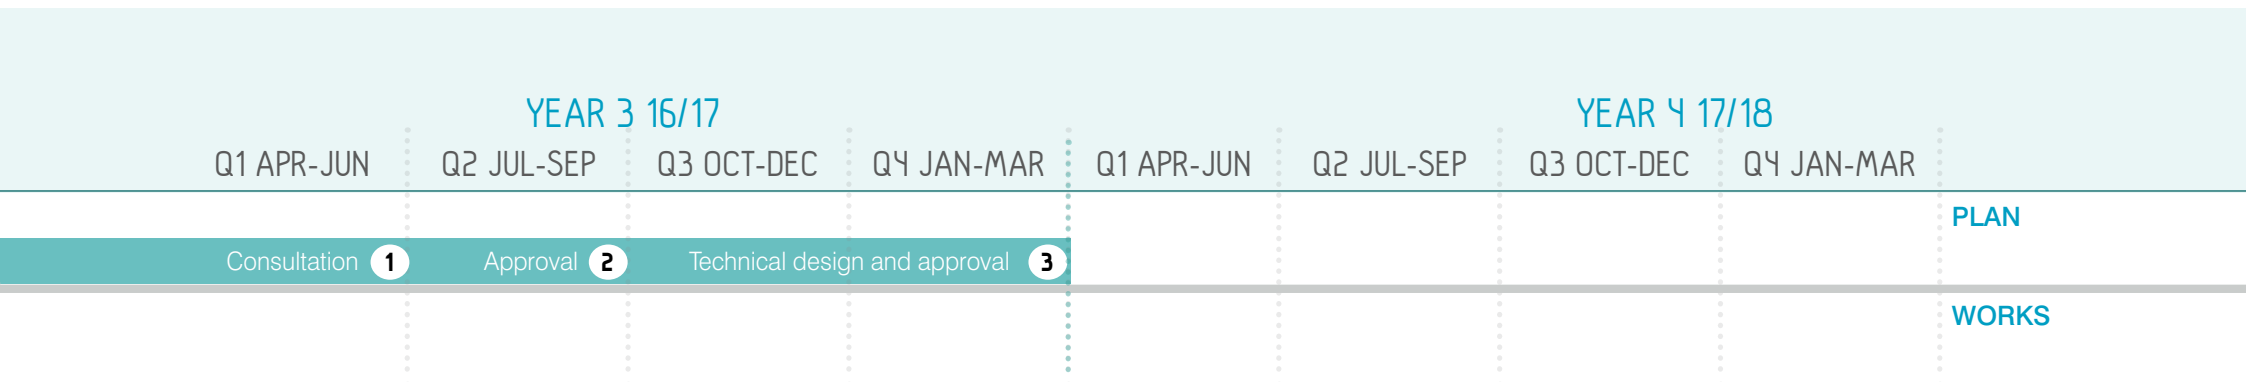 YEAR 3 16/17 YEAR 4 17/18
Q1 APR-JUN Q2 JUL-SEP Q3 OCT-DEC Q4 JAN-MAR Q1 APR-JUN Q2 JUL-SEP Q3 OCT-DEC Q4 JAN-MAR
PLAN
Consultation 1 Approval 2 Technical design and approval 3
WORKS